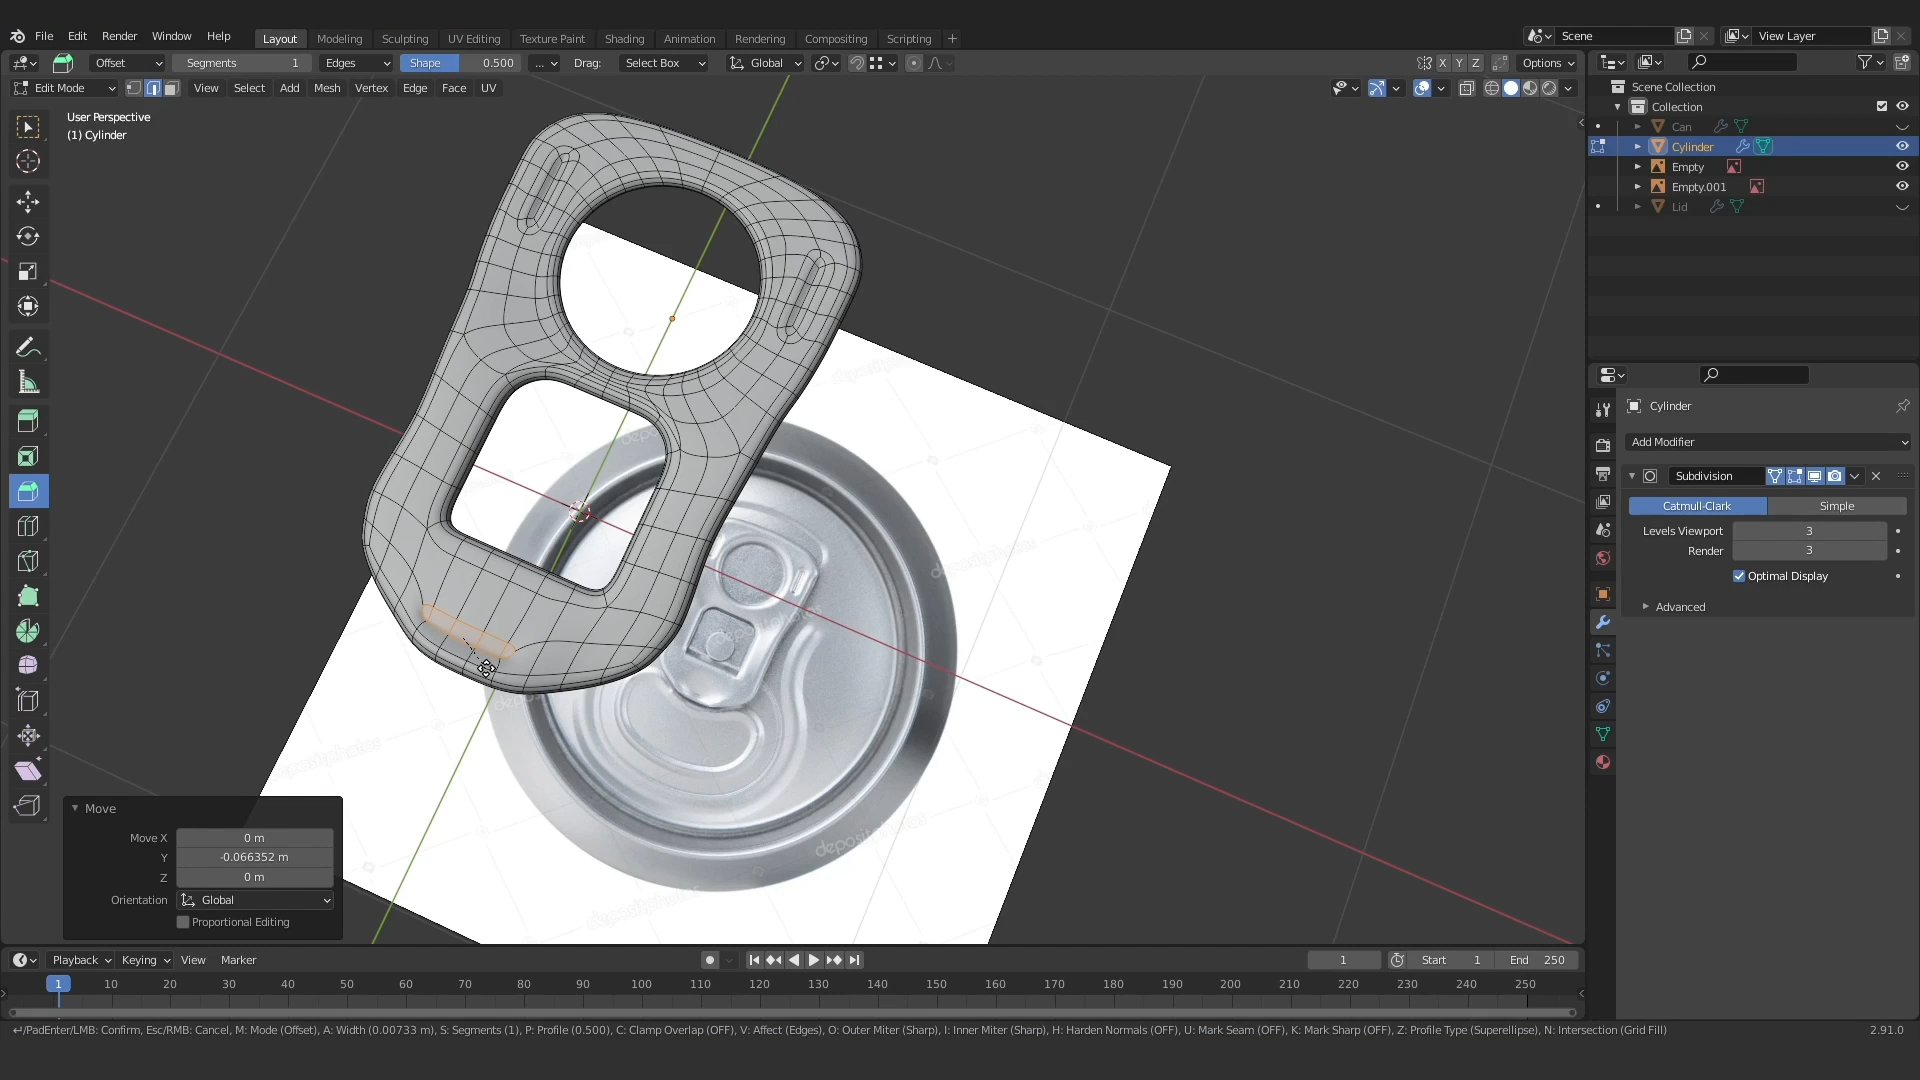 File Edit Render Window Help Layout Modeling Sculpting UV Editing Texture Paint Shading Animation Rendering Compositing Scripting + Scene View Layer
Offset Segments 1 Edges Shape 0.500 ... Drag: Select Box Global X Y Z Options
Edit Mode View Select Add Mesh Vertex Edge Face UV
User Perspective
(1) Cylinder
Scene Collection
Collection
Can
Cylinder
Empty
Empty.001
Lid
Cylinder
Add Modifier
Subdivision
Catmull-Clark Simple
Levels Viewport 3
Render 3
Optimal Display
Advanced
depositphotos
depositphotos
depositphotos
depositphotos
Move
Move X 0 m
Y -0.066352 m
Z 0 m
Orientation Global
Proportional Editing
Playback Keying View Marker 1 Start 1 End 250
1 10 20 30 40 50 60 70 80 90 100 110 120 130 140 150 160 170 180 190 200 210 220 230 240 250
↵/PadEnter/LMB: Confirm, Esc/RMB: Cancel, M: Mode (Offset), A: Width (0.00733 m), S: Segments (1), P: Profile (0.500), C: Clamp Overlap (OFF), V: Affect (Edges), O: Outer Miter (Sharp), I: Inner Miter (Sharp), H: Harden Normals (OFF), U: Mark Seam (OFF), K: Mark Sharp (OFF), Z: Profile Type (Superellipse), N: Intersection (Grid Fill) 2.91.0